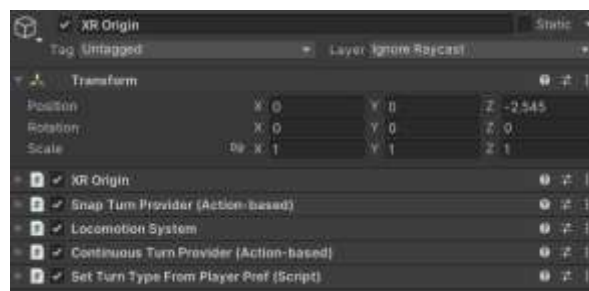 XR Origin Static
Tag Untagged Layer Ignore Raycast
Transform
Position X 0 Y 0 Z -2.545
Rotation X 0 Y 0 Z 0
Scale X 1 Y 1 Z 1
XR Origin
Snap Turn Provider (Action-based)
Locomotion System
Continuous Turn Provider (Action-based)
Set Turn Type From Player Pref (Script)